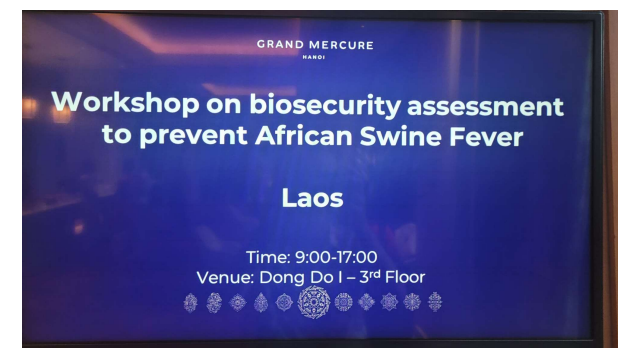 GRAND MERCURE
HANOI
Workshop on biosecurity assessment
to prevent African Swine Fever
Laos
Time: 9:00-17:00
Venue: Dong Do I – 3rd Floor